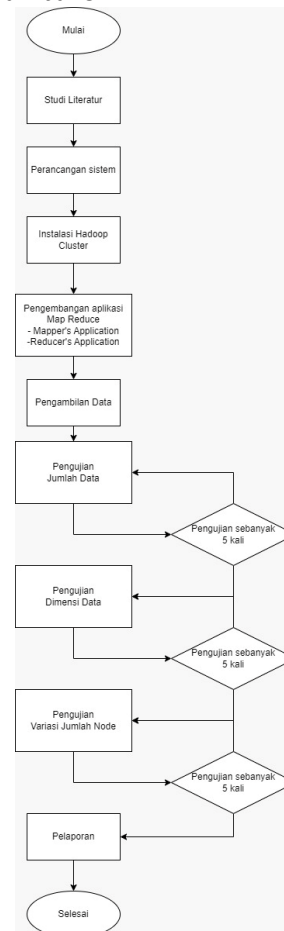 Mulai
Studi Literatur
Perancangan sistem
Instalasi Hadoop
Cluster
Pengembangan aplikasi
Map Reduce
- Mapper's Application
-Reducer's Application
Pengambilan Data
Pengujian
Jumlah Data
Pengujian sebanyak
5 kali
Pengujian
Dimensi Data
Pengujian sebanyak
5 kali
Pengujian
Variasi Jumlah Node
Pengujian sebanyak
5 kali
Pelaporan
Selesai